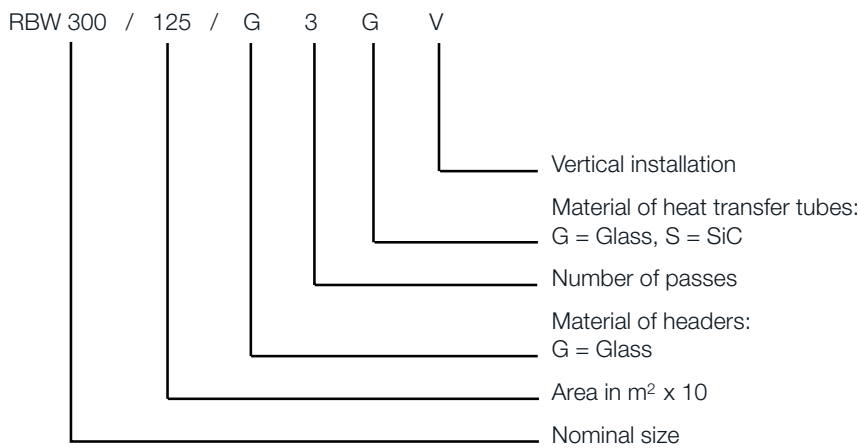 RBW 300 / 125 / G 3 G V
Vertical installation
Material of heat transfer tubes:
G = Glass, S = SiC
Number of passes
Material of headers:
G = Glass
Area in m² x 10
Nominal size